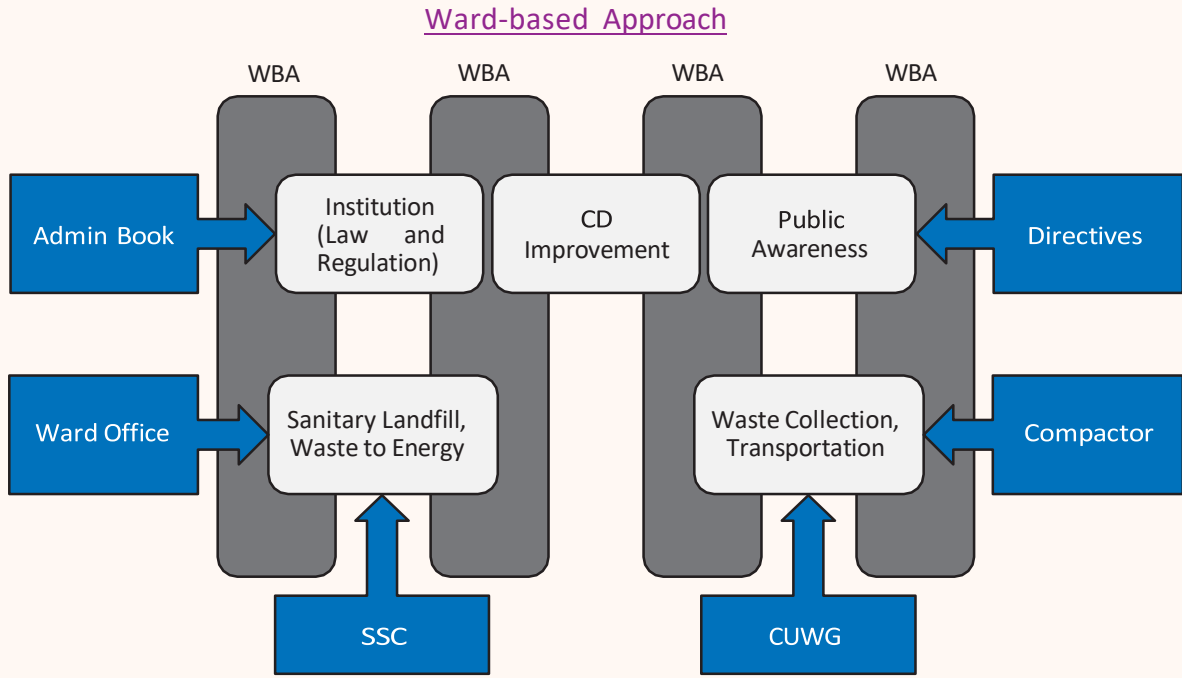 Ward-based Approach
WBA
WBA
WBA
WBA
Admin Book
Institution
(Law and
Regulation)
CD
Improvement
Public
Awareness
Directives
Ward Office
Sanitary Landfill,
Waste to Energy
Waste Collection,
Transportation
Compactor
SSC
CUWG